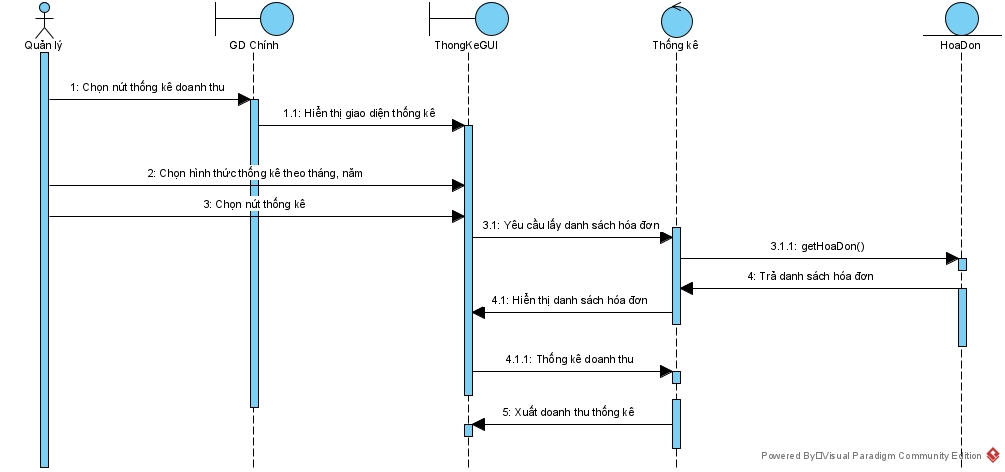 Quản lý
GD Chính
ThongKeGUI
Thống kê
HoaDon
1: Chọn nút thống kê doanh thu
1.1: Hiển thị giao diện thống kê
2: Chọn hình thức thống kê theo tháng, năm
3: Chọn nút thống kê
3.1: Yêu cầu lấy danh sách hóa đơn
3.1.1: getHoaDon()
4: Trả danh sách hóa đơn
4.1: Hiển thị danh sách hóa đơn
4.1.1: Thống kê doanh thu
5: Xuất doanh thu thống kê
Powered By Visual Paradigm Community Edition